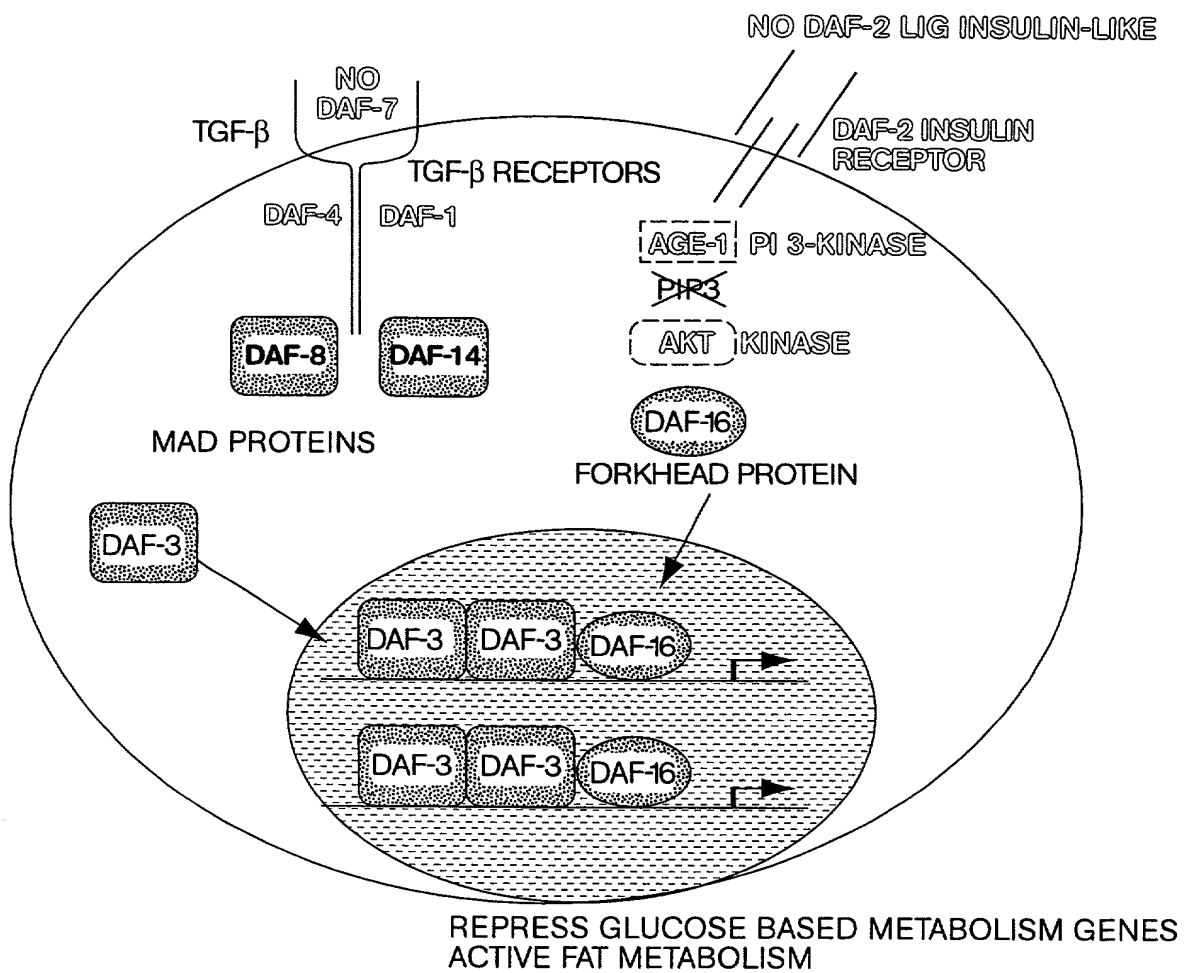 NO DAF-2 LIG INSULIN-LIKE
NO
DAF-7
TGF-β
DAF-2 INSULIN
RECEPTOR
TGF-β RECEPTORS
DAF-4
DAF-1
AGE-1
PI 3-KINASE
PIP3
AKT
KINASE
DAF-8
DAF-14
DAF-16
MAD PROTEINS
FORKHEAD PROTEIN
DAF-3
DAF-3
DAF-3
DAF-16
DAF-3
DAF-3
DAF-16
REPRESS GLUCOSE BASED METABOLISM GENES
ACTIVE FAT METABOLISM